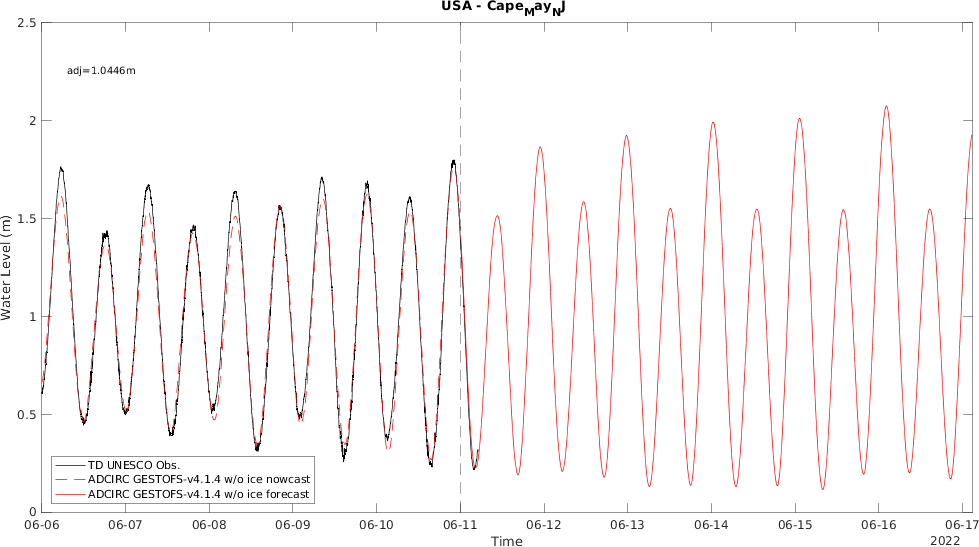 USA - Cape_May_NJ
2.5
adj=1.0446m
2
1.5
Water Level (m)
1
0.5
TD UNESCO Obs.
ADCIRC GESTOFS-v4.1.4 w/o ice nowcast
ADCIRC GESTOFS-v4.1.4 w/o ice forecast
0
06-06 06-07 06-08 06-09 06-10 06-11 06-12 06-13 06-14 06-15 06-16 06-17
Time
2022